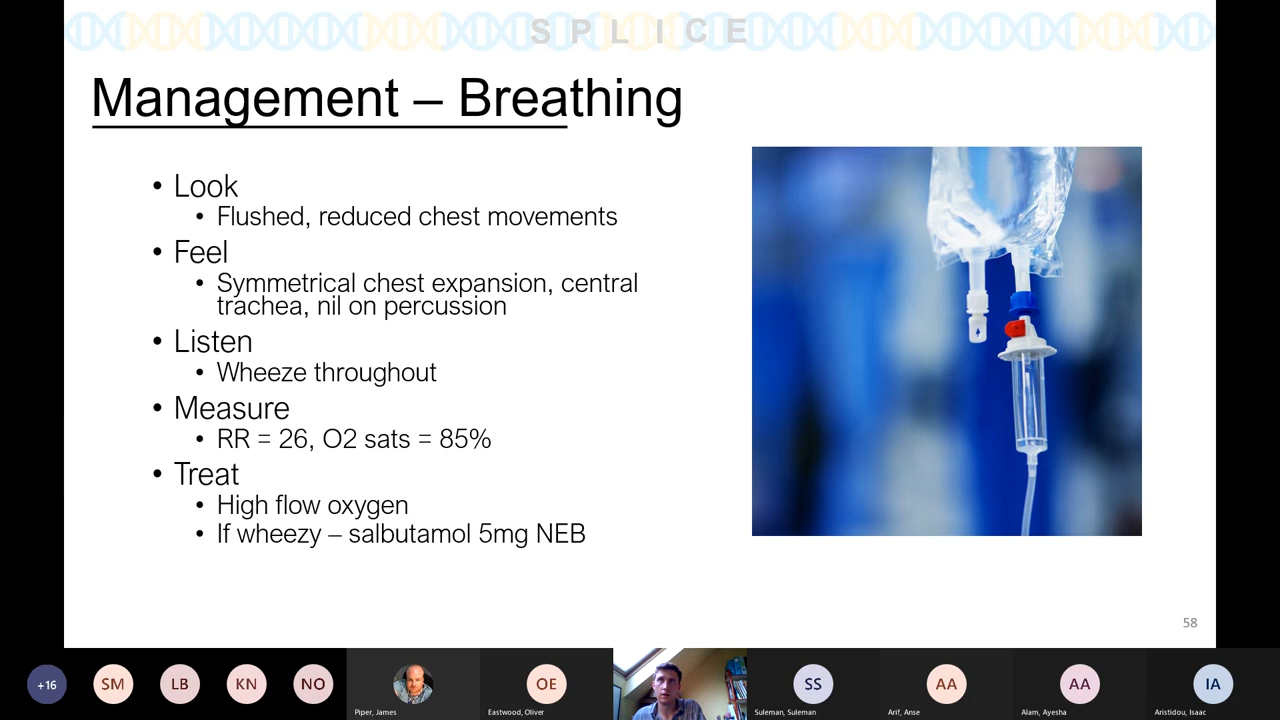 SPLICE
Management – Breathing
• Look
• Flushed, reduced chest movements
• Feel
• Symmetrical chest expansion, central
trachea, nil on percussion
• Listen
• Wheeze throughout
• Measure
• RR = 26, O2 sats = 85%
• Treat
• High flow oxygen
• If wheezy – salbutamol 5mg NEB
58
+16
SM
LB
KN
NO
Piper, James
OE
Eastwood, Oliver
SS
Suleman, Suleman
AA
Arif, Anse
AA
Alam, Ayesha
IA
Aristidou, Isaac